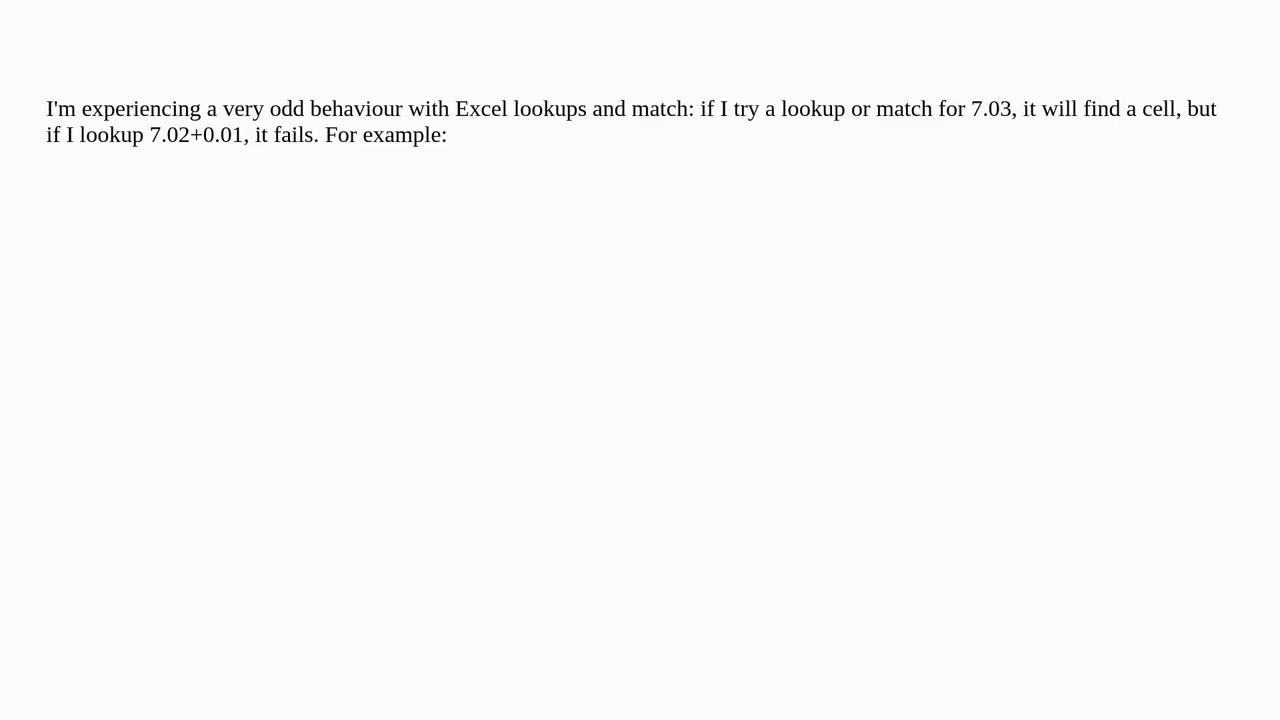 I'm experiencing a very odd behaviour with Excel lookups and match: if I try a lookup or match for 7.03, it will find a cell, but
if I lookup 7.02+0.01, it fails. For example: